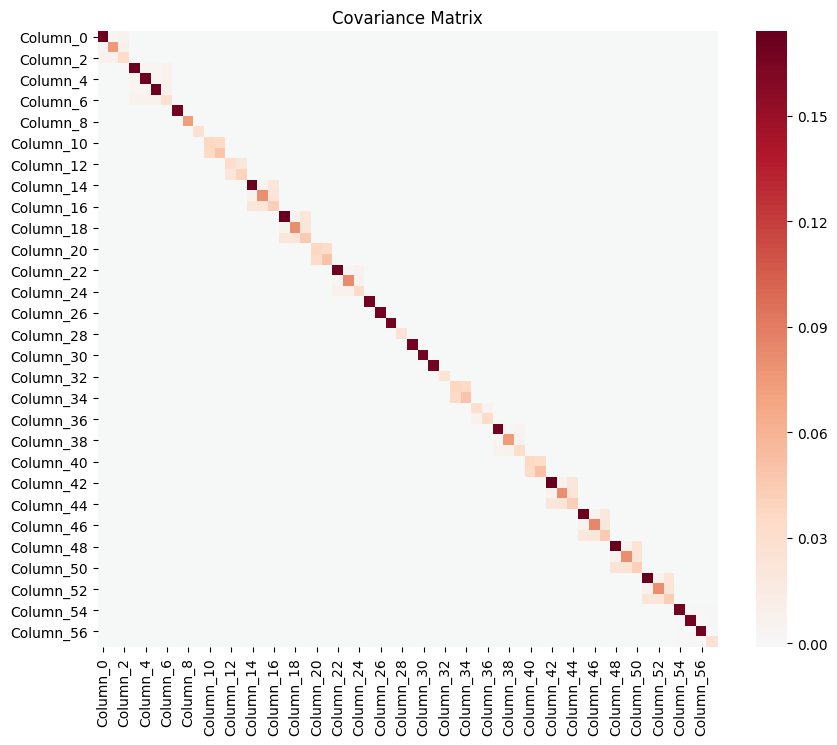 Covariance Matrix
Column_0
Column_2
Column_4
Column_6
Column_8
Column_10
Column_12
Column_14
Column_16
Column_18
Column_20
Column_22
Column_24
Column_26
Column_28
Column_30
Column_32
Column_34
Column_36
Column_38
Column_40
Column_42
Column_44
Column_46
Column_48
Column_50
Column_52
Column_54
Column_56
Column_0
Column_2
Column_4
Column_6
Column_8
Column_10
Column_12
Column_14
Column_16
Column_18
Column_20
Column_22
Column_24
Column_26
Column_28
Column_30
Column_32
Column_34
Column_36
Column_38
Column_40
Column_42
Column_44
Column_46
Column_48
Column_50
Column_52
Column_54
Column_56
0.15
0.12
0.09
0.06
0.03
0.00